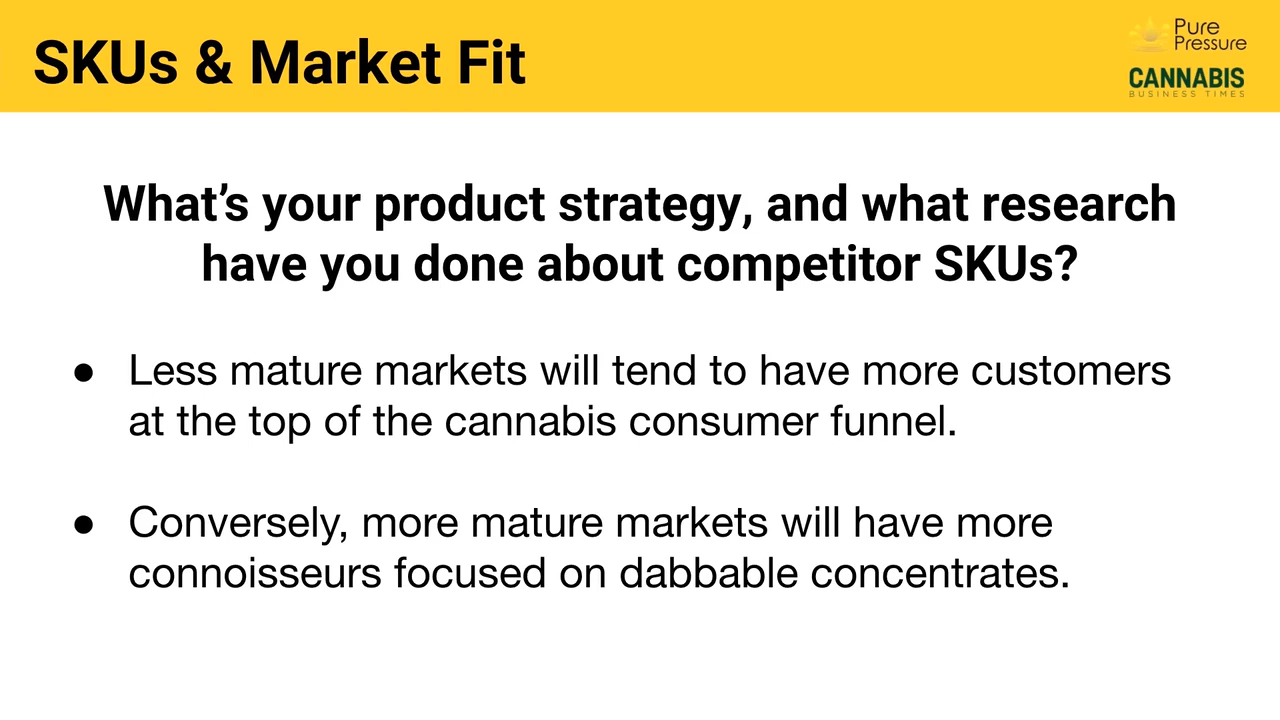 SKUs & Market Fit
Pure
Pressure
CANNABIS
BUSINESS TIMES
What’s your product strategy, and what research
have you done about competitor SKUs?
● Less mature markets will tend to have more customers
at the top of the cannabis consumer funnel.
● Conversely, more mature markets will have more
connoisseurs focused on dabbable concentrates.